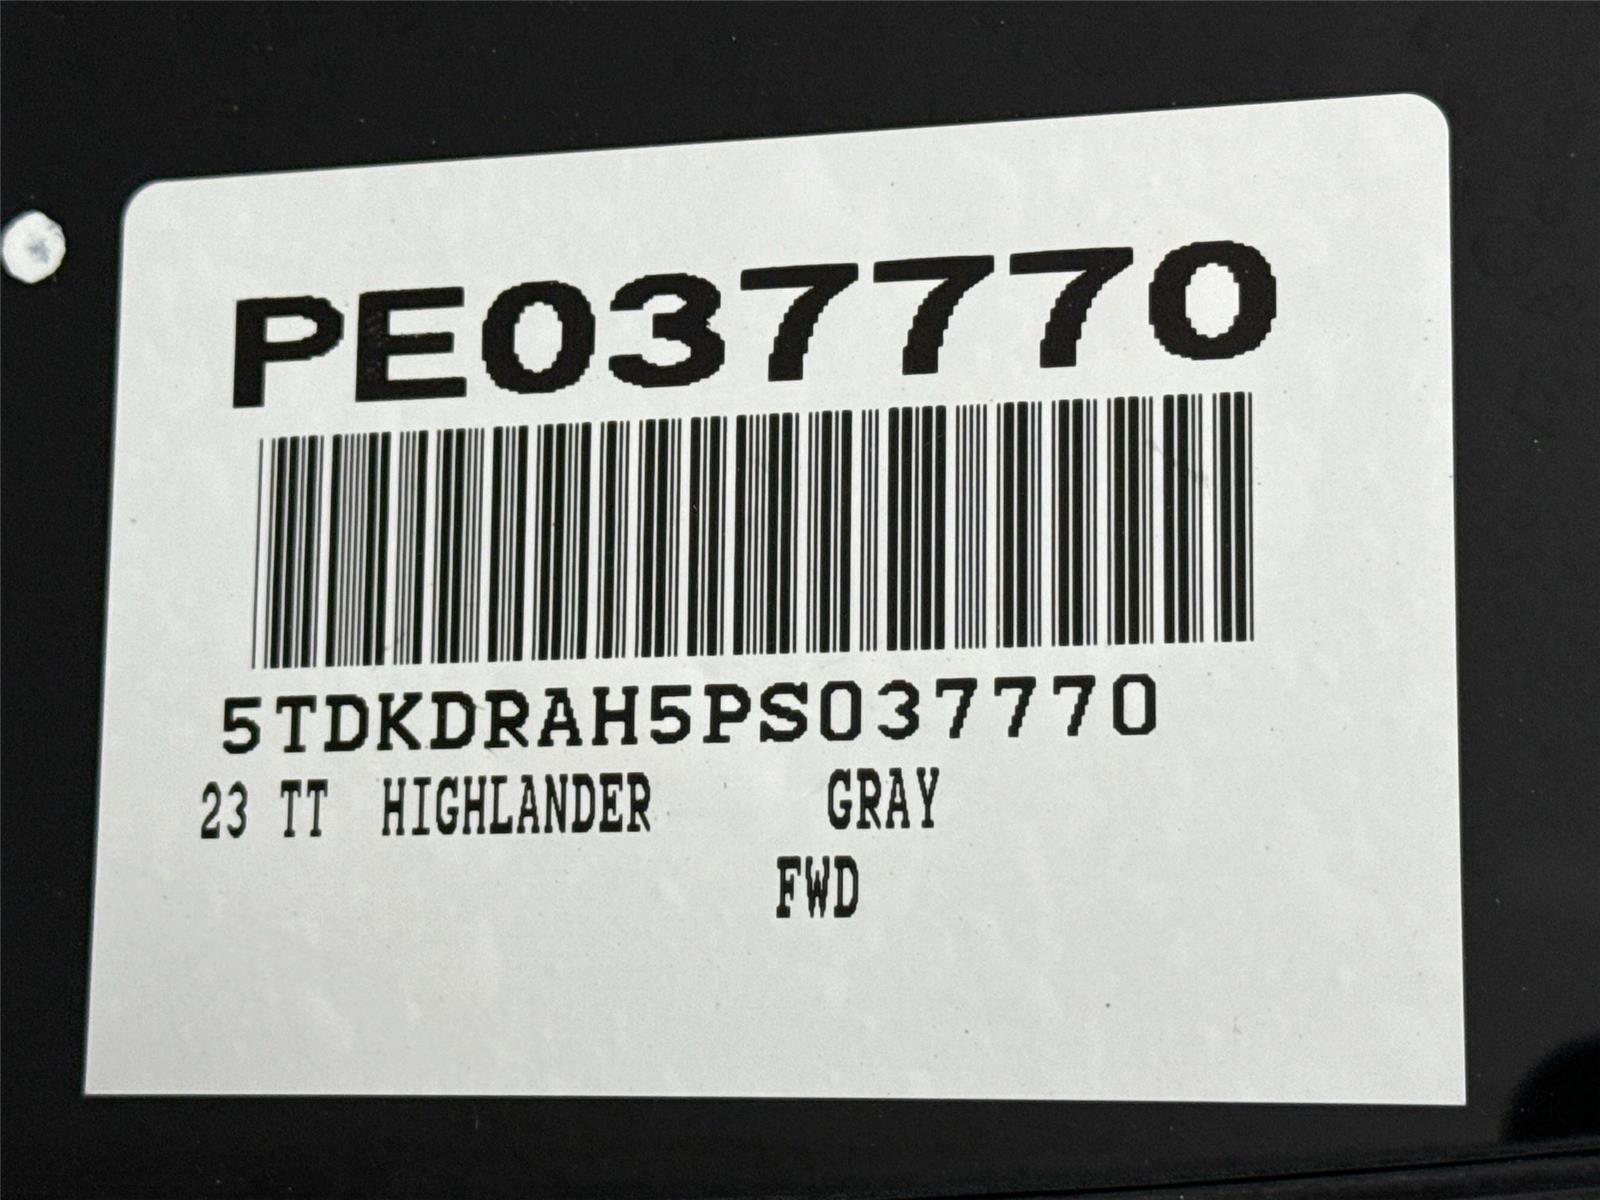 PE037770
5TDKDRAH5PS037770
23 TT HIGHLANDER GRAY
FWD